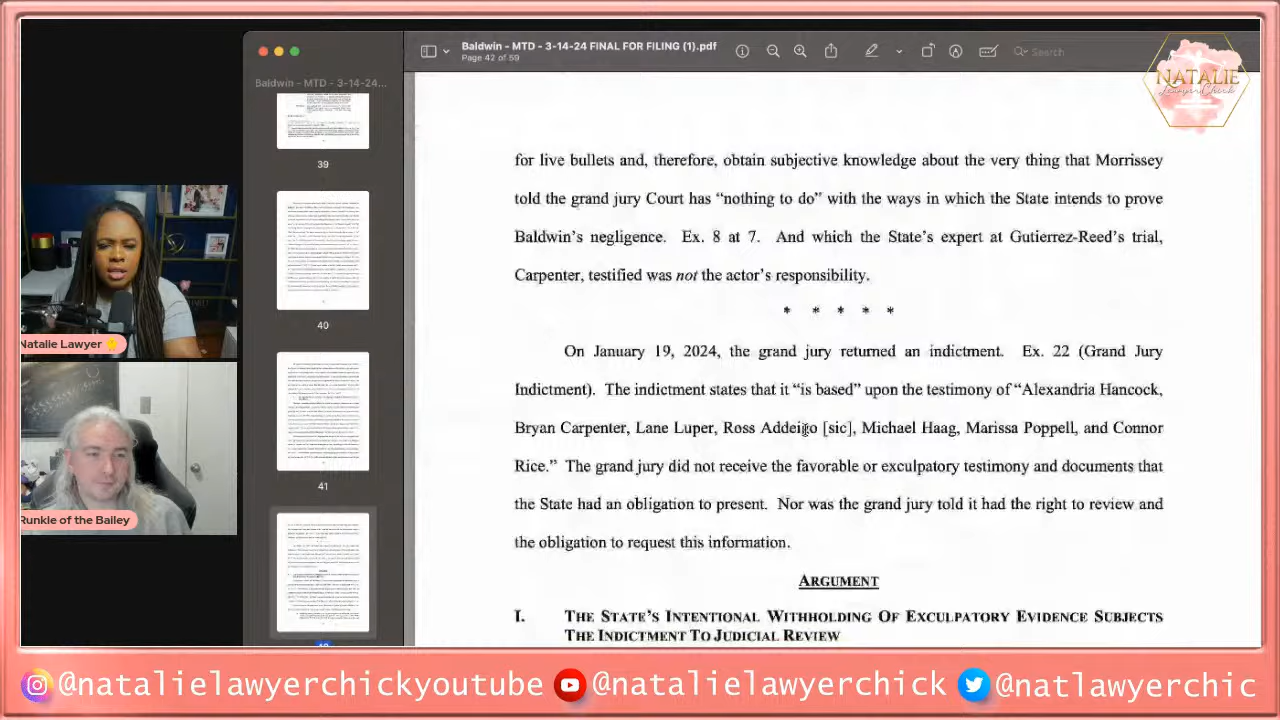 Baldwin - MTD - 3-14-24 FINAL FOR FILING (1).pdf
Page 42 of 59
Search
NATALIE
LawyerChick
Baldwin - MTD - 3-14-24...
39
40
41
for live bullets and, therefore, obtain subjective knowledge about the very thing that Morrissey
told the grand jury Court has “nothing to do” with the ways in which the State intends to prove
Baldwin’s negligence. Ex. and which the State’s expert at Gutierrez-Reed’s trial,
Carpenter, testified was not the actor’s responsibility.
* * * * *
On January 19, 2024, the grand jury returned an indictment. Ex. 22 (Grand Jury
Indictment). The indictment states it “is based” upon the testimony of “Alexandria Hancock,
Bryan Carpenter, Lane Luper, Ross Addigo [sic], Michael Haag, Marissa Poppell, and Connor
Rice.” The grand jury did not receive the favorable or exculpatory testimony and documents that
the State had an obligation to present. Nor was the grand jury told it had the right to review and
the obligation to request this information.
ARGUMENT
I. THE STATE’S INTENTIONAL WITHHOLDING OF EXCULPATORY EVIDENCE SUBJECTS
THE INDICTMENT TO JUDICIAL REVIEW
Natalie Lawyer
Runkle of the Bailey
@natalielawyerchickyoutube @natalielawyerchick @natlawyerchic